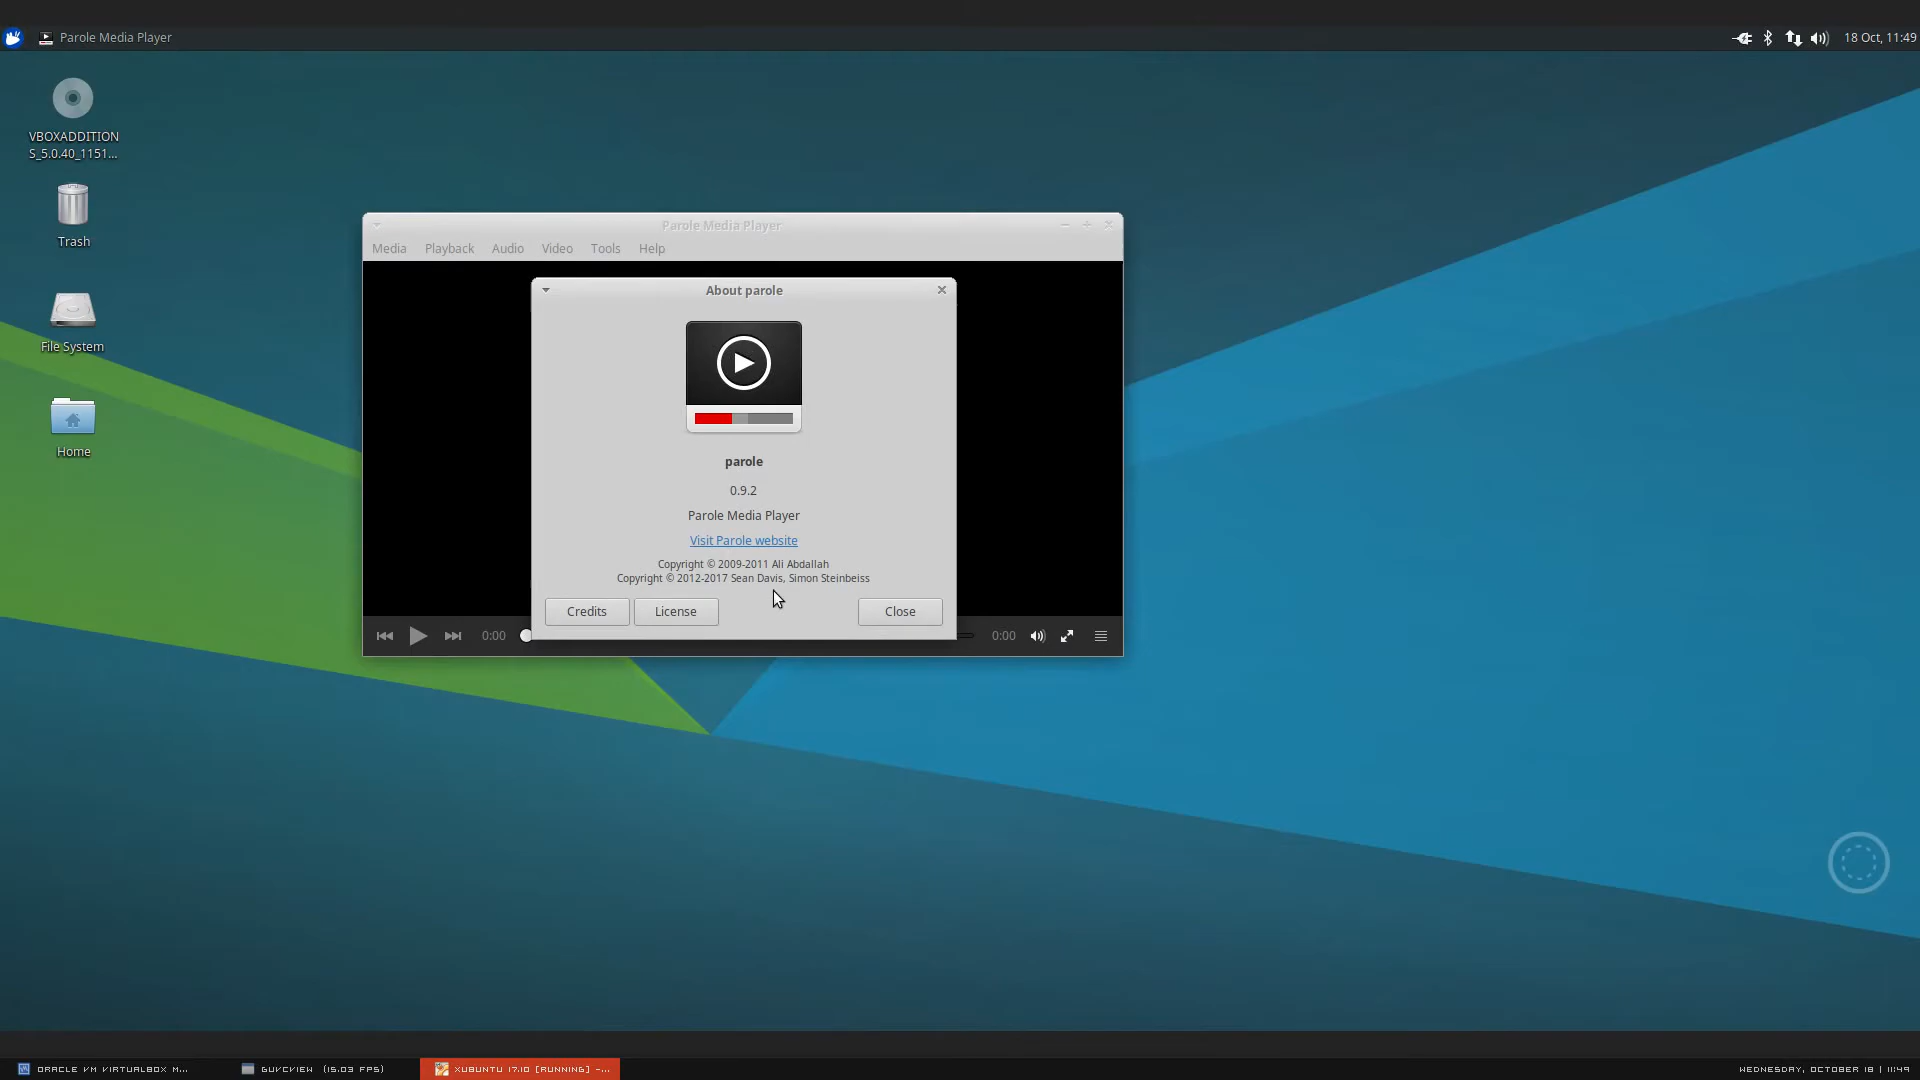 Parole Media Player
18 Oct, 11:49
VBOXADDITION
S_5.0.40_1151...
Trash
File System
Home
Parole Media Player
Media Playback Audio Video Tools Help
About parole
parole
0.9.2
Parole Media Player
Visit Parole website
Copyright © 2009-2011 Ali Abdallah
Copyright © 2012-2017 Sean Davis, Simon Steinbeiss
Credits License Close
0:00 0:00
ORACLE VM VIRTUALBOX M... GUVCVIEW (15.03 FPS) XUBUNTU 17.10 [RUNNING] -... WEDNESDAY, OCTOBER 18 | 11:49